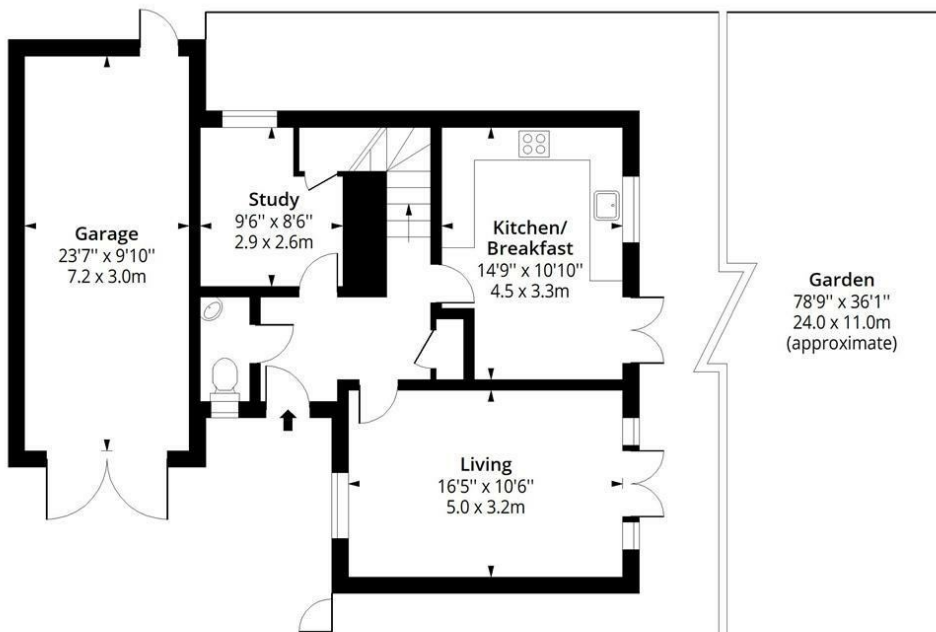 Garage
23'7" x 9'10"
7.2 x 3.0m
Study
9'6" x 8'6"
2.9 x 2.6m
Kitchen/
Breakfast
14'9" x 10'10"
4.5 x 3.3m
Living
16'5" x 10'6"
5.0 x 3.2m
Garden
78'9" x 36'1"
24.0 x 11.0m
(approximate)